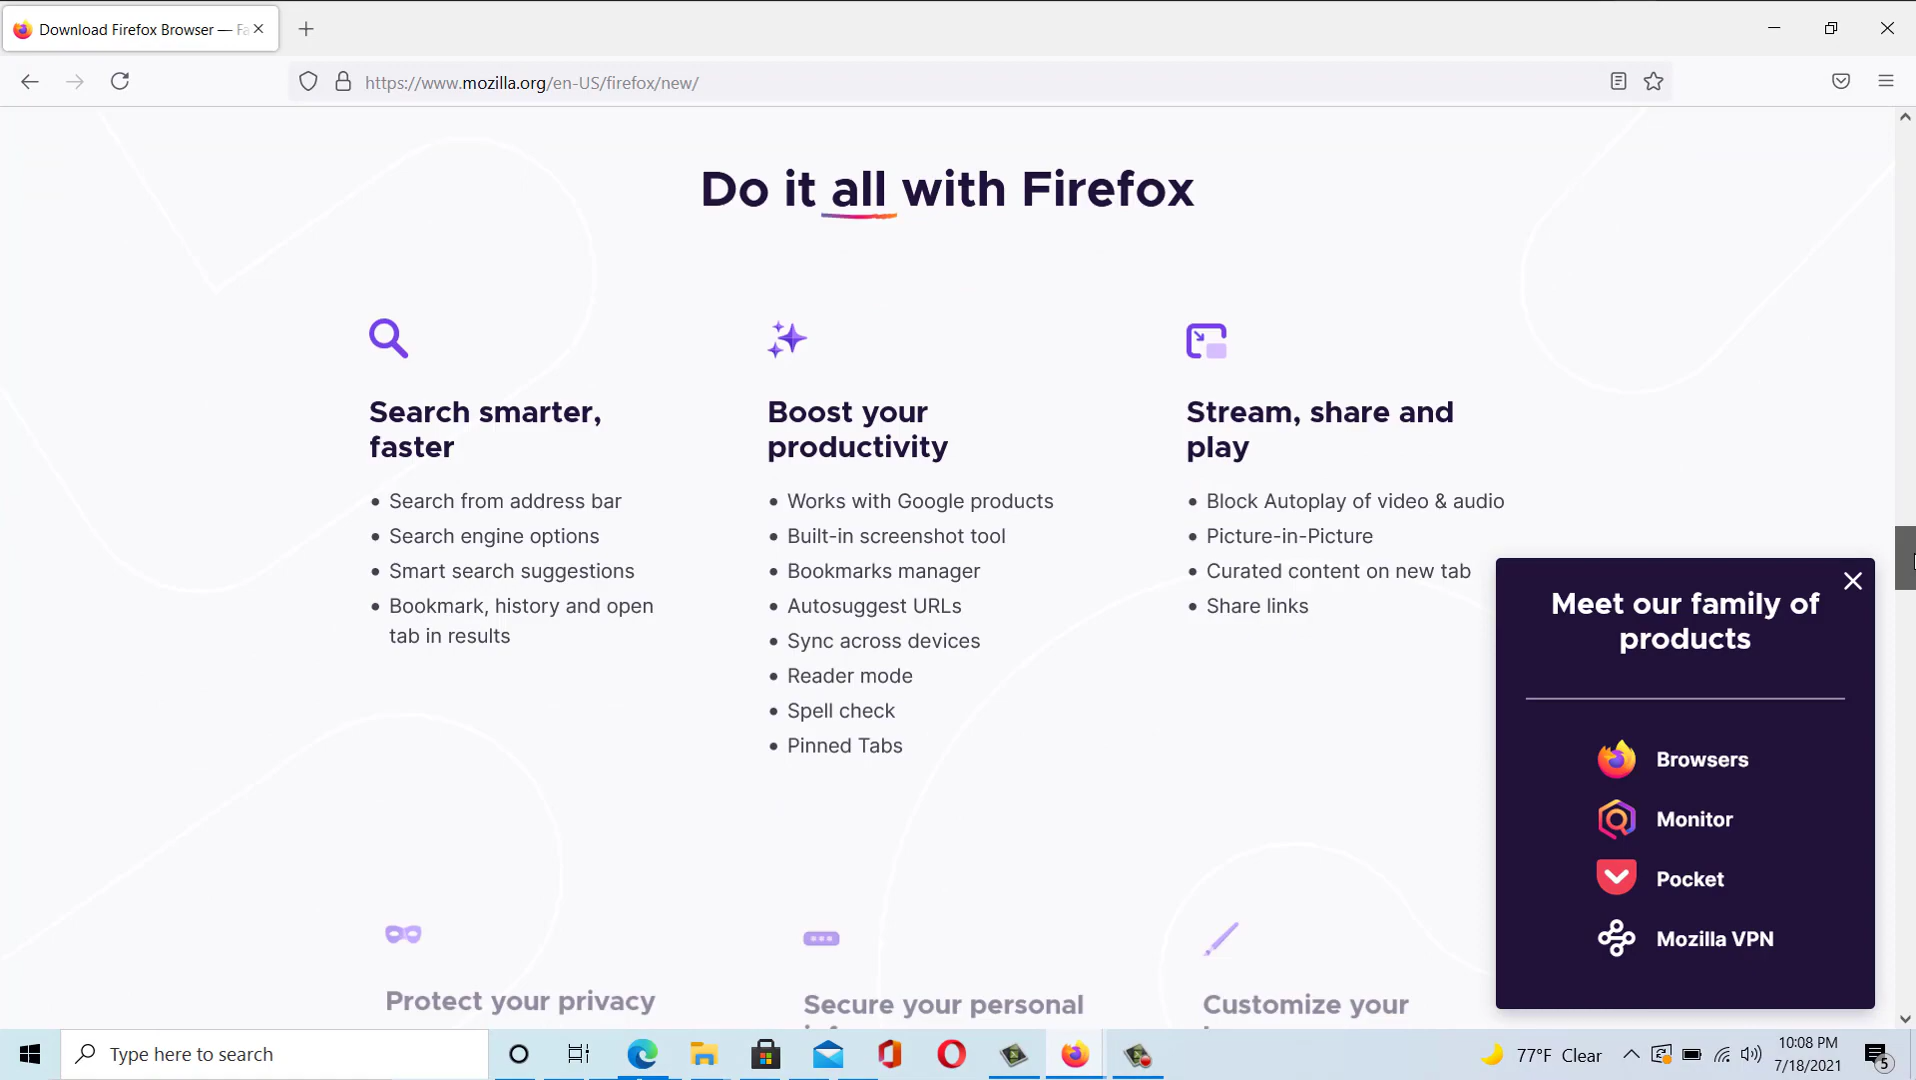 Download Firefox Browser — Fa
https://www.mozilla.org/en-US/firefox/new/
Do it all with Firefox
Search smarter,
faster
• Search from address bar
• Search engine options
• Smart search suggestions
• Bookmark, history and open
tab in results
Boost your
productivity
• Works with Google products
• Built-in screenshot tool
• Bookmarks manager
• Autosuggest URLs
• Sync across devices
• Reader mode
• Spell check
• Pinned Tabs
Stream, share and
play
• Block Autoplay of video & audio
• Picture-in-Picture
• Curated content on new tab
• Share links
Meet our family of
products
Browsers
Monitor
Pocket
Mozilla VPN
Protect your privacy
Secure your personal
Customize your
Type here to search
77°F Clear
10:08 PM
7/18/2021
5